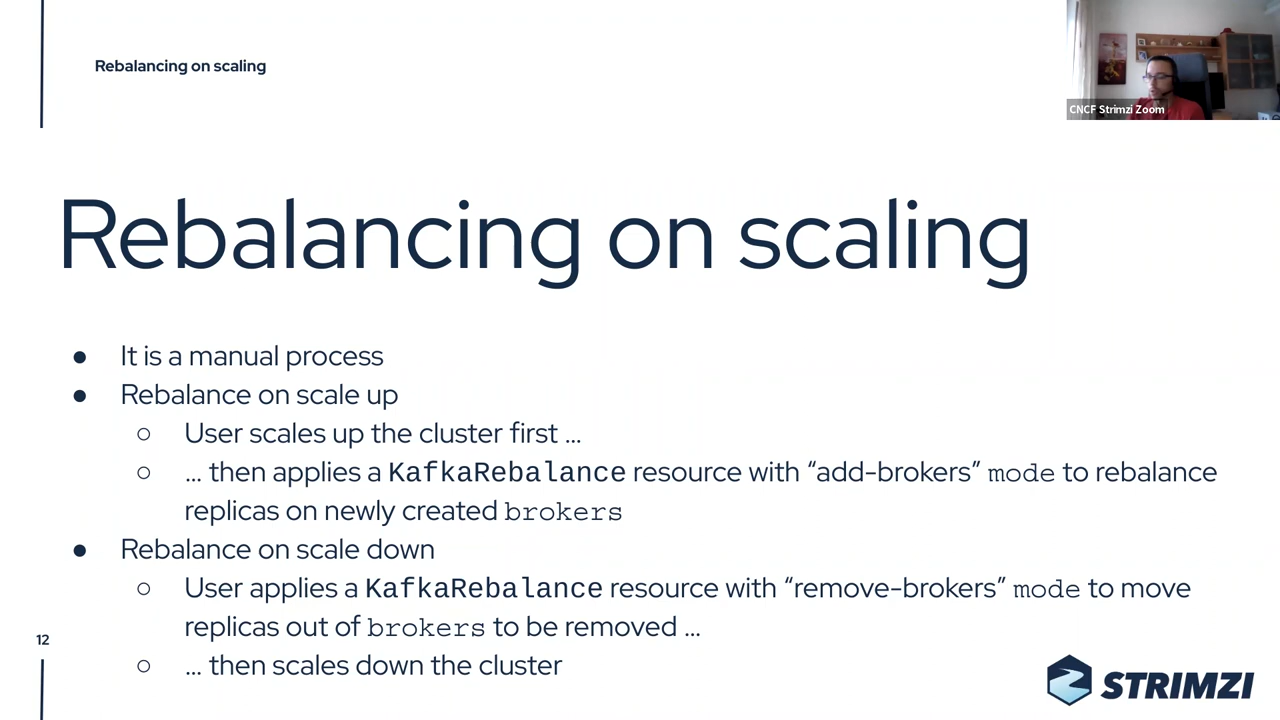 Rebalancing on scaling
CNCF Strimzi Zoom
Rebalancing on scaling
● It is a manual process
● Rebalance on scale up
○ User scales up the cluster first ...
○ ... then applies a KafkaRebalance resource with “add-brokers” mode to rebalance
replicas on newly created brokers
● Rebalance on scale down
○ User applies a KafkaRebalance resource with “remove-brokers” mode to move
replicas out of brokers to be removed ...
○ ... then scales down the cluster
12
STRIMZI